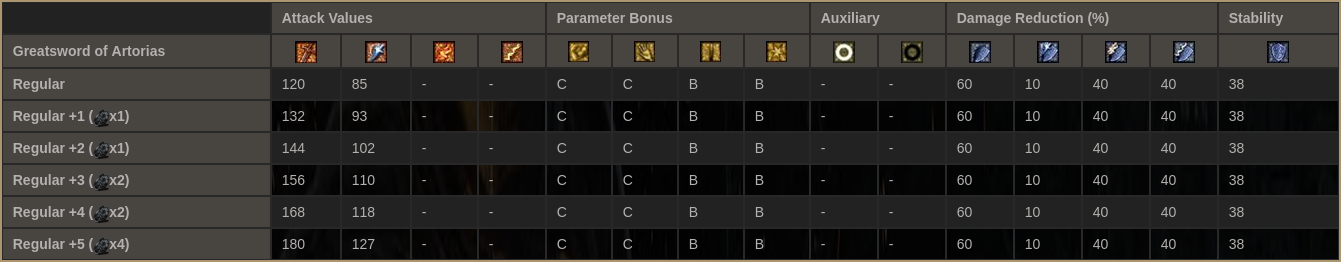 Attack Values Parameter Bonus Auxiliary Damage Reduction (%) Stability
Greatsword of Artorias
Regular 120 85 - - C C B B - - 60 10 40 40 38
Regular +1 (x1) 132 93 - - C C B B - - 60 10 40 40 38
Regular +2 (x1) 144 102 - - C C B B - - 60 10 40 40 38
Regular +3 (x2) 156 110 - - C C B B - - 60 10 40 40 38
Regular +4 (x2) 168 118 - - C C B B - - 60 10 40 40 38
Regular +5 (x4) 180 127 - - C C B B - - 60 10 40 40 38